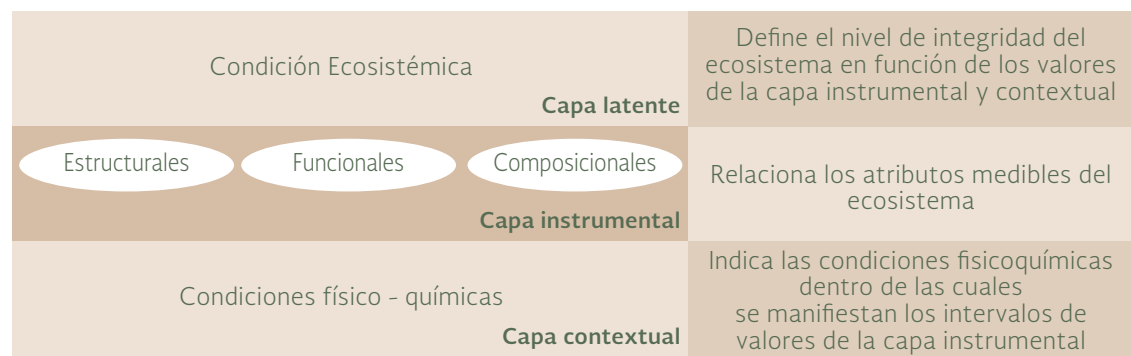 Condición Ecosistémica
Capa latente
Define el nivel de integridad del
ecosistema en función de los valores
de la capa instrumental y contextual
Estructurales
Funcionales
Composicionales
Capa instrumental
Relaciona los atributos medibles del
ecosistema
Condiciones físico - químicas
Capa contextual
Indica las condiciones fisicoquímicas
dentro de las cuales
se manifiestan los intervalos de
valores de la capa instrumental